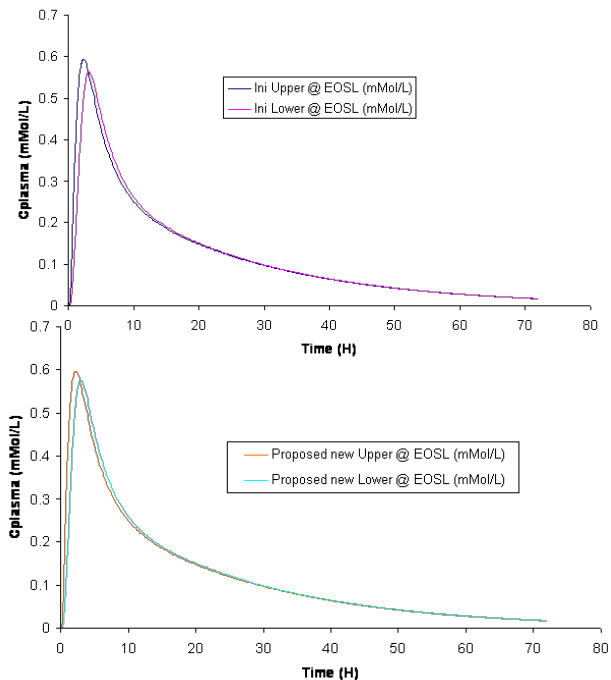 0.7
0.6
0.5
0.4
0.3
0.2
0.1
0
Cplasma (mMol/L)
Ini Upper @ EOSL (mMol/L)
Ini Lower @ EOSL (mMol/L)
0 10 20 30 40 50 60 70 80
Time (H)
0.7
0.6
0.5
0.4
0.3
0.2
0.1
0
Cplasma (mMol/L)
Proposed new Upper @ EOSL (mMol/L)
Proposed new Lower @ EOSL (mMol/L)
0 10 20 30 40 50 60 70 80
Time (H)